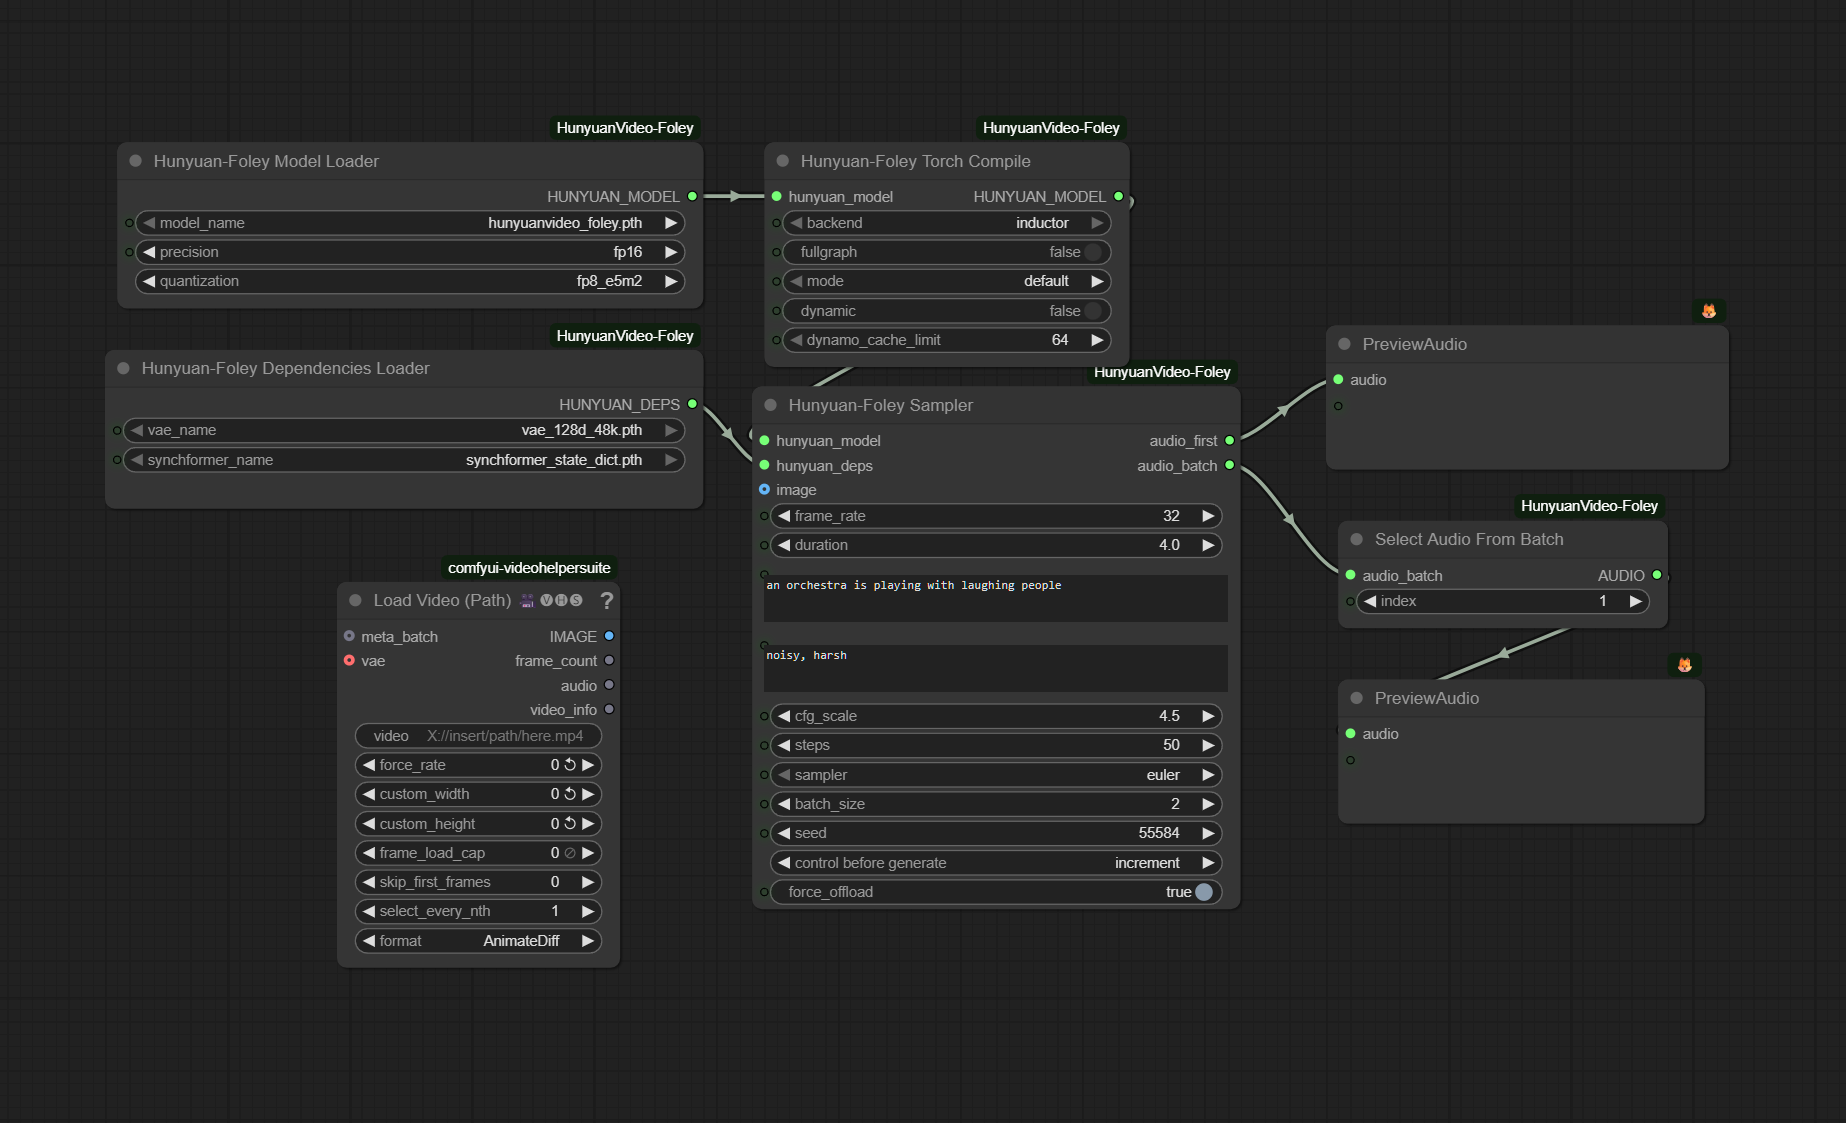 HunyuanVideo-Foley
Hunyuan-Foley Model Loader
HUNYUAN_MODEL
model_name hunyuanvideo_foley.pth
precision fp16
quantization fp8_e5m2
HunyuanVideo-Foley
Hunyuan-Foley Torch Compile
hunyuan_model HUNYUAN_MODEL
backend inductor
fullgraph false
mode default
dynamic false
dynamo_cache_limit 64
HunyuanVideo-Foley
Hunyuan-Foley Dependencies Loader
HUNYUAN_DEPS
vae_name vae_128d_48k.pth
synchformer_name synchformer_state_dict.pth
HunyuanVideo-Foley
Hunyuan-Foley Sampler
hunyuan_model audio_first
hunyuan_deps audio_batch
image
frame_rate 32
duration 4.0
an orchestra is playing with laughing people
noisy, harsh
cfg_scale 4.5
steps 50
sampler euler
batch_size 2
seed 55584
control before generate increment
force_offload true
comfyui-videohelpersuite
Load Video (Path) VHS ?
meta_batch IMAGE
vae frame_count
audio
video_info
video X://insert/path/here.mp4
force_rate 0
custom_width 0
custom_height 0
frame_load_cap 0
skip_first_frames 0
select_every_nth 1
format AnimateDiff
PreviewAudio
audio
HunyuanVideo-Foley
Select Audio From Batch
audio_batch AUDIO
index 1
PreviewAudio
audio